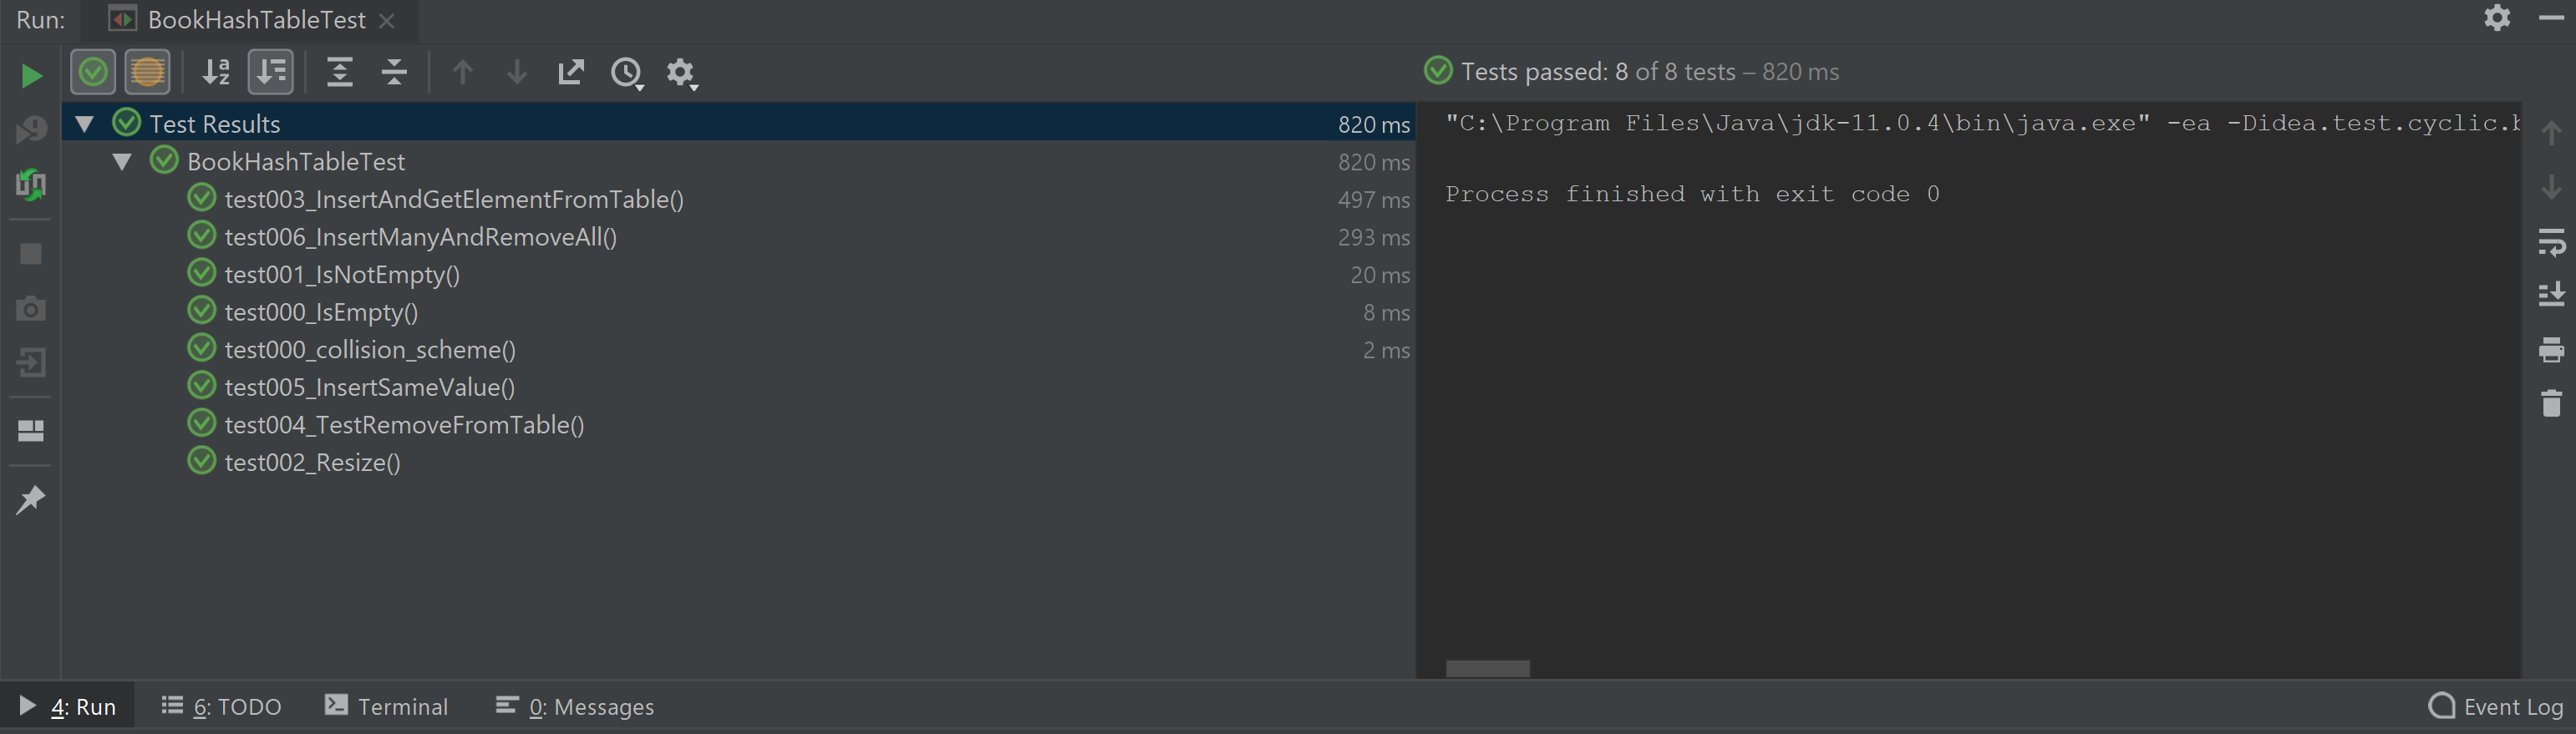 Run: BookHashTableTest
Tests passed: 8 of 8 tests – 820 ms
Test Results 820 ms
BookHashTableTest 820 ms
test003_InsertAndGetElementFromTable() 497 ms
test006_InsertManyAndRemoveAll() 293 ms
test001_IsNotEmpty() 20 ms
test000_IsEmpty() 8 ms
test000_collision_scheme() 2 ms
test005_InsertSameValue()
test004_TestRemoveFromTable()
test002_Resize()
"C:\Program Files\Java\jdk-11.0.4\bin\java.exe" -ea -Didea.test.cyclic.
Process finished with exit code 0
4: Run 6: TODO Terminal 0: Messages Event Log